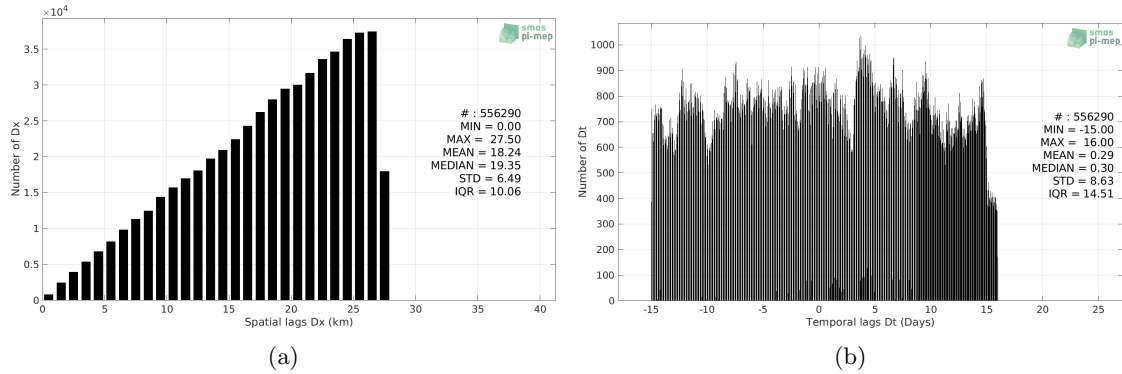 ×10⁴
3.5
3
2.5
2
1.5
1
0.5
0
Number of Dx
0 5 10 15 20 25 30 35 40
Spatial lags Dx (km)
smos
pi-mep
# : 556290
MIN = 0.00
MAX = 27.50
MEAN = 18.24
MEDIAN = 19.35
STD = 6.49
IQR = 10.06
(a)
1000
900
800
700
600
500
400
300
200
100
0
Number of Dt
-15 -10 -5 0 5 10 15 20 25
Temporal lags Dt (Days)
smos
pi-mep
# : 556290
MIN = -15.00
MAX = 16.00
MEAN = 0.29
MEDIAN = 0.30
STD = 8.63
IQR = 14.51
(b)